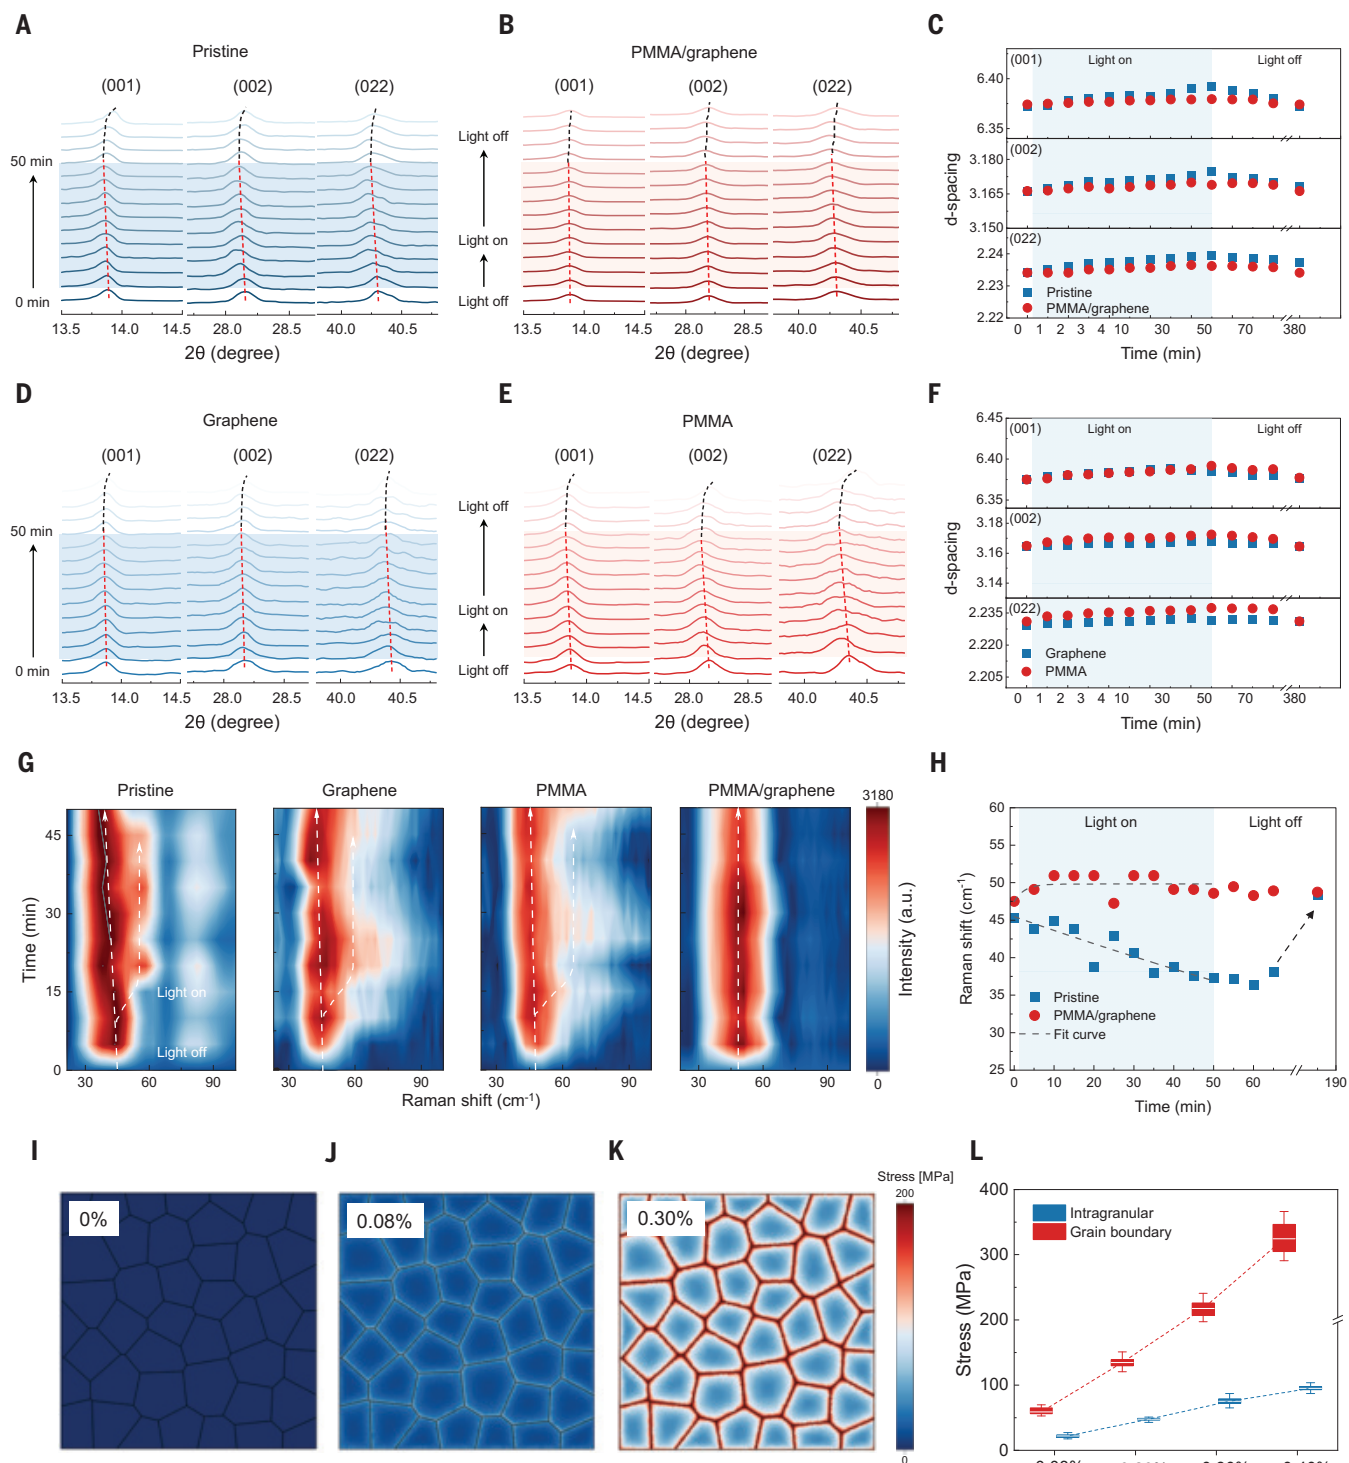 A
Pristine
(001) (002) (022)
50 min
0 min
13.5 14.0 14.5 28.0 28.5 40.0 40.5
2θ (degree)
B
PMMA/graphene
(001) (002) (022)
Light off
Light on
Light off
13.5 14.0 14.5 28.0 28.5 40.0 40.5
2θ (degree)
C
(001) Light on Light off
6.40
6.35
(002)
3.180
3.165
3.150
(022)
2.24
2.23
2.22
d-spacing
Pristine
PMMA/graphene
0 1 2 3 4 10 30 50 70 380
Time (min)
D
Graphene
(001) (002) (022)
50 min
0 min
13.5 14.0 14.5 28.0 28.5 40.0 40.5
2θ (degree)
E
PMMA
(001) (002) (022)
Light off
Light on
Light off
13.5 14.0 14.5 28.0 28.5 40.0 40.5
2θ (degree)
F
6.45
(001) Light on Light off
6.40
6.35
(002)
3.18
3.16
3.14
(022)
2.235
2.220
2.205
d-spacing
Graphene
PMMA
0 1 2 3 4 10 30 50 70 380
Time (min)
G
Pristine Graphene PMMA PMMA/graphene
3180
45
30
15
0
Time (min)
Light on
Light off
30 60 90 30 60 90 30 60 90 30 60 90
0
Intensity (a.u.)
Raman shift (cm-1)
H
60
55
50
45
40
35
30
25
Raman shift (cm-1)
Light on Light off
Pristine
PMMA/graphene
Fit curve
0 10 20 30 40 50 60 190
Time (min)
I
0%
J
0.08%
K
0.30%
Stress [MPa]
200
0
L
400
300
200
100
0
Stress (MPa)
Intragranular
Grain boundary